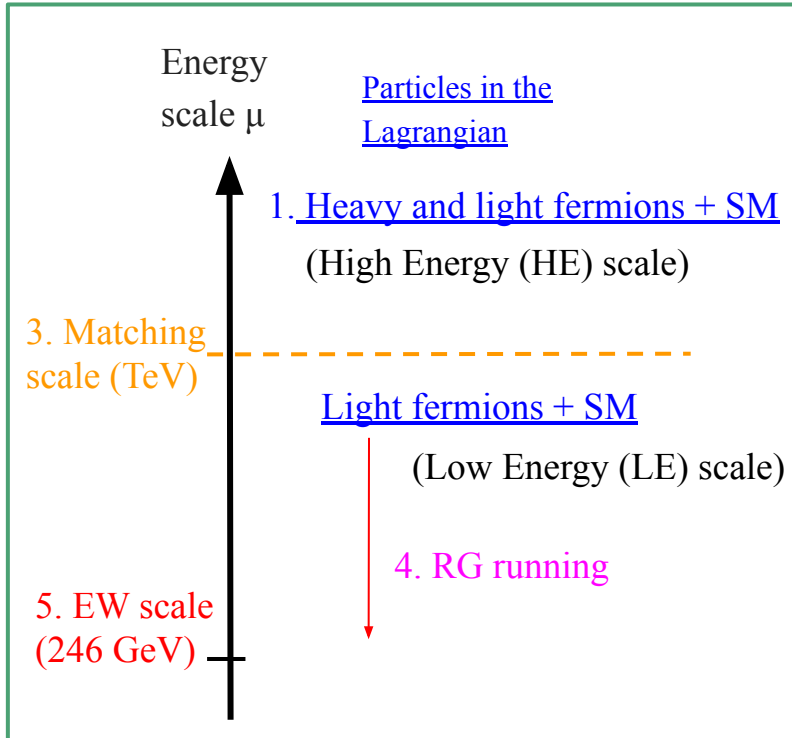 Energy
scale μ
Particles in the
Lagrangian
1. Heavy and light fermions + SM
(High Energy (HE) scale)
3. Matching
scale (TeV)
Light fermions + SM
(Low Energy (LE) scale)
4. RG running
5. EW scale
(246 GeV)